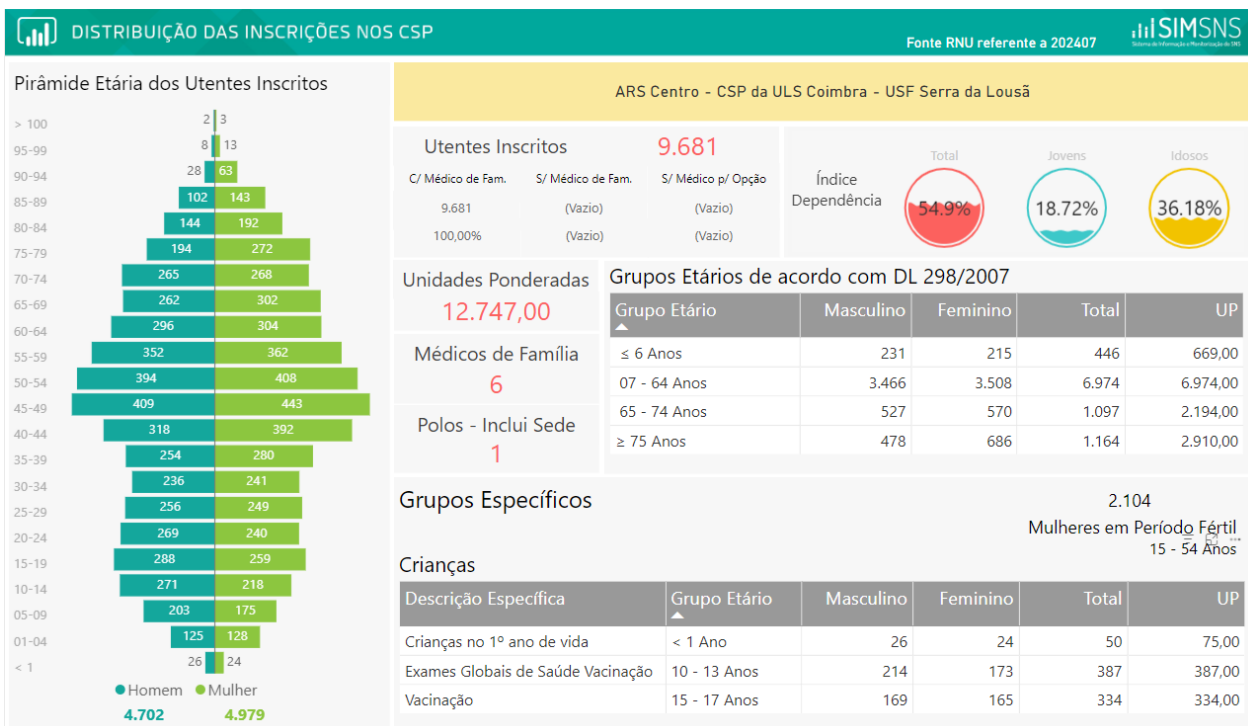 DISTRIBUIÇÃO DAS INSCRIÇÕES NOS CSP
Fonte RNU referente a 202407
SIMSNS
Sistema de Informação e Monitorização do SNS
Pirâmide Etária dos Utentes Inscritos
> 100 2 3
95-99 8 13
90-94 28 63
85-89 102 143
80-84 144 192
75-79 194 272
70-74 265 268
65-69 262 302
60-64 296 304
55-59 352 362
50-54 394 408
45-49 409 443
40-44 318 392
35-39 254 280
30-34 236 241
25-29 256 249
20-24 269 240
15-19 288 259
10-14 271 218
05-09 203 175
01-04 125 128
< 1 26 24
Homem Mulher
4.702 4.979
ARS Centro - CSP da ULS Coimbra - USF Serra da Lousã
Utentes Inscritos 9.681
C/ Médico de Fam. S/ Médico de Fam. S/ Médico p/ Opção
9.681 (Vazio) (Vazio)
100,00% (Vazio) (Vazio)
Índice
Dependência
Total Jovens Idosos
54.9% 18.72% 36.18%
Unidades Ponderadas
12.747,00
Médicos de Família
6
Polos - Inclui Sede
1
Grupos Etários de acordo com DL 298/2007
Grupo Etário Masculino Feminino Total UP
≤ 6 Anos 231 215 446 669,00
07 - 64 Anos 3.466 3.508 6.974 6.974,00
65 - 74 Anos 527 570 1.097 2.194,00
≥ 75 Anos 478 686 1.164 2.910,00
Grupos Específicos
2.104
Mulheres em Período Fértil
15 - 54 Anos
Crianças
Descrição Específica Grupo Etário Masculino Feminino Total UP
Crianças no 1º ano de vida < 1 Ano 26 24 50 75,00
Exames Globais de Saúde Vacinação 10 - 13 Anos 214 173 387 387,00
Vacinação 15 - 17 Anos 169 165 334 334,00